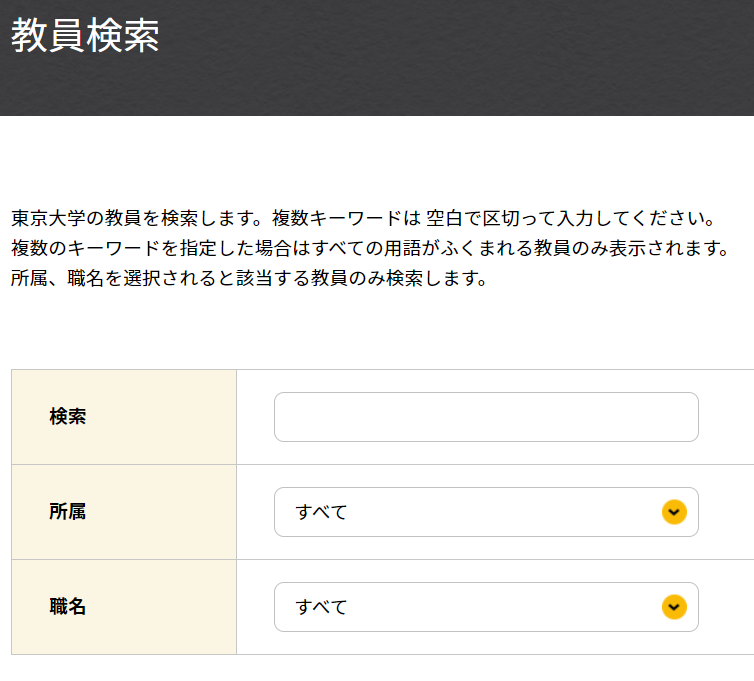 教員検索
東京大学の教員を検索します。複数キーワードは 空白で区切って入力してください。
複数のキーワードを指定した場合はすべての用語がふくまれる教員のみ表示されます。
所属、職名を選択されると該当する教員のみ検索します。
検索
所属
すべて
職名
すべて